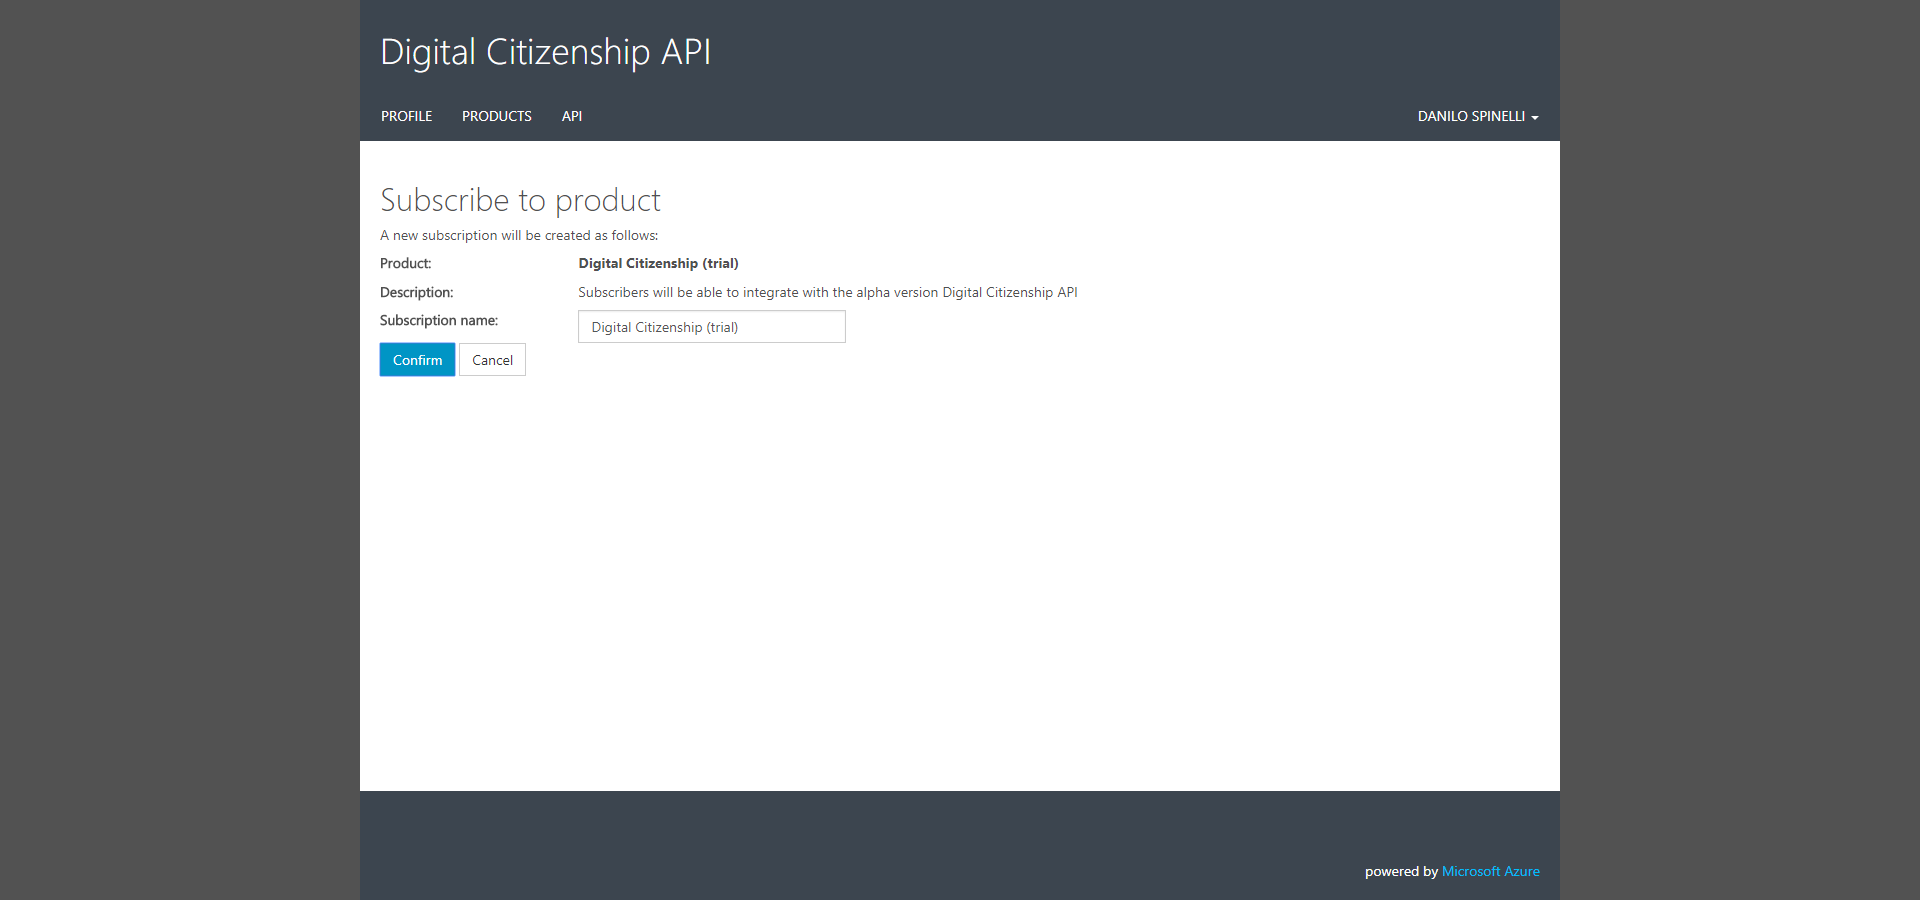 Digital Citizenship API
PROFILE PRODUCTS API DANILO SPINELLI
Subscribe to product
A new subscription will be created as follows:
Product: Digital Citizenship (trial)
Description: Subscribers will be able to integrate with the alpha version Digital Citizenship API
Subscription name: Digital Citizenship (trial)
Confirm Cancel
powered by Microsoft Azure